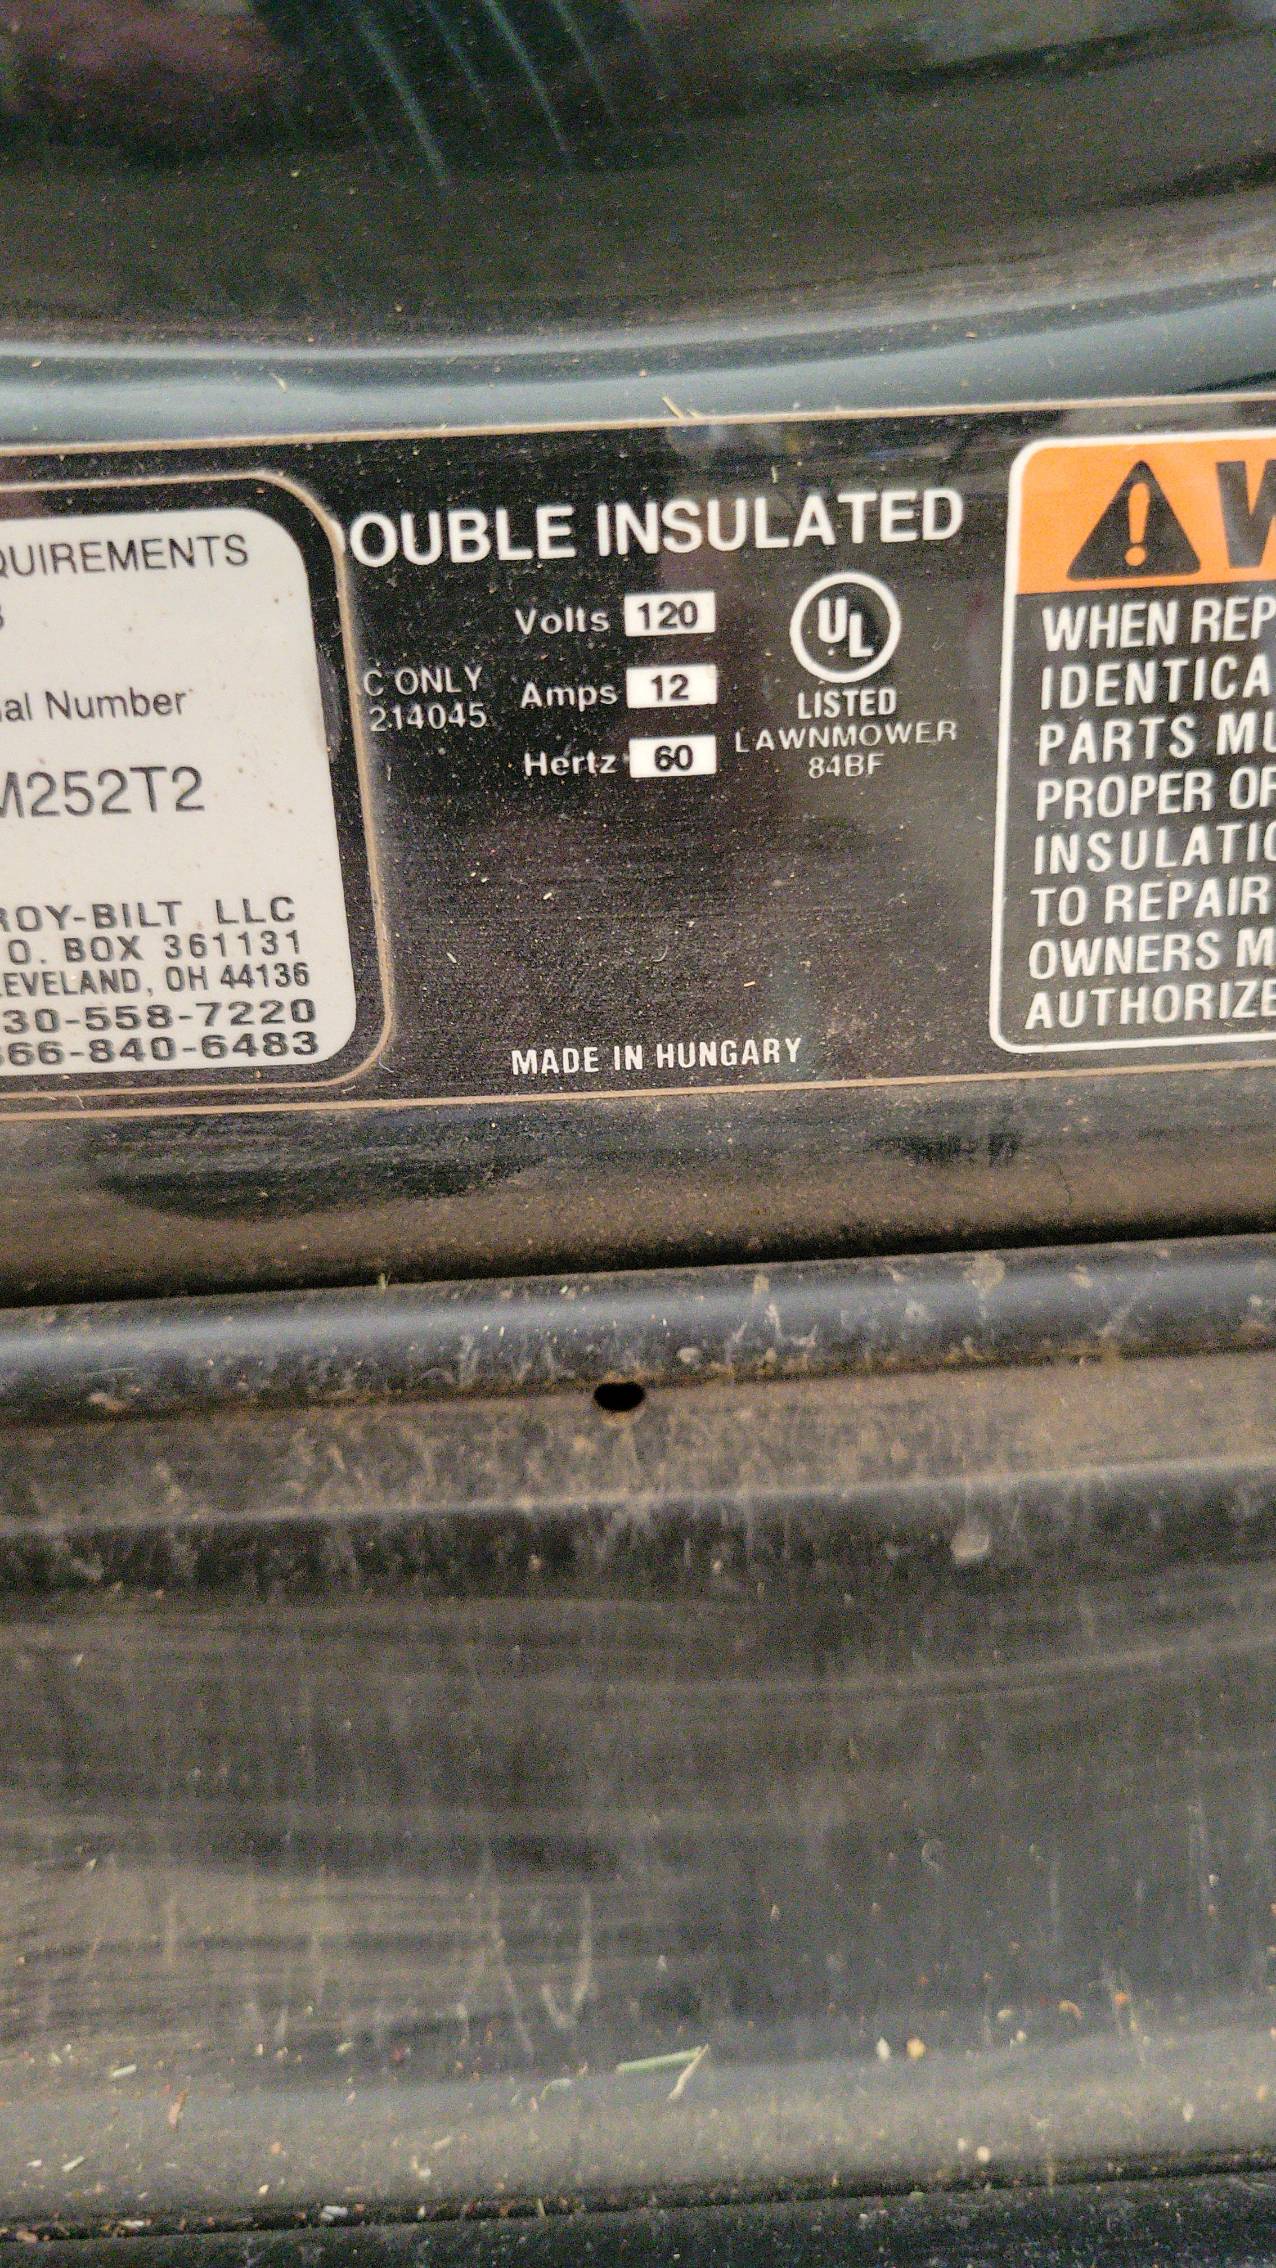 QUIREMENTS
al Number
M252T2
ROY-BILT LLC
O. BOX 361131
LEVELAND, OH 44136
30-558-7220
66-840-6483
OUBLE INSULATED
Volts 120
C ONLY
214045
Amps 12
Hertz 60
UL
LISTED
LAWNMOWER
84BF
MADE IN HUNGARY
W
WHEN REP
IDENTICA
PARTS MU
PROPER OF
INSULATIO
TO REPAIR
OWNERS M
AUTHORIZE